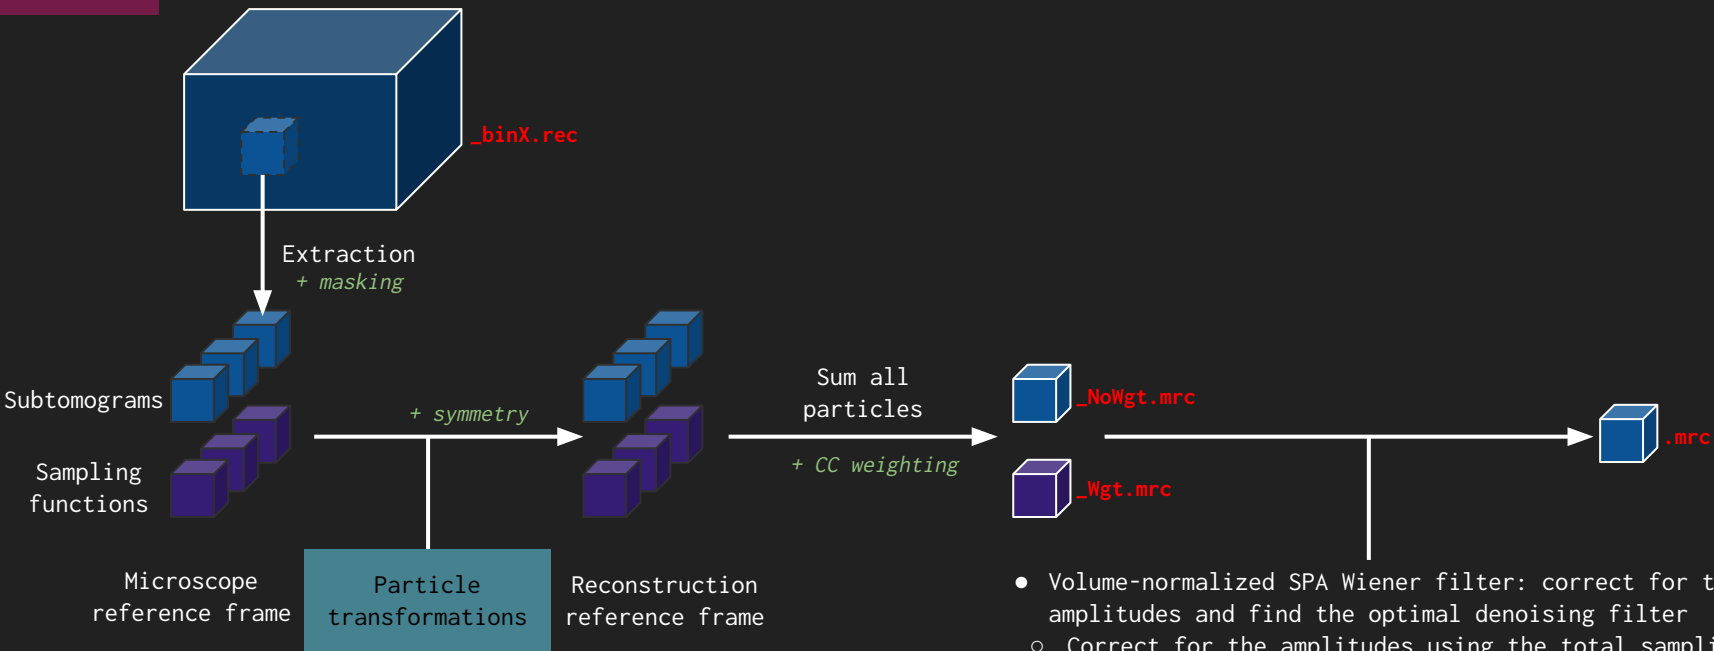 _binX.rec
Extraction
+ masking
Subtomograms
Sampling
functions
+ symmetry
Sum all
particles
+ CC weighting
_NoWgt.mrc
_Wgt.mrc
.mrc
Microscope
reference frame
Particle
transformations
Reconstruction
reference frame
● Volume-normalized SPA Wiener filter: correct for
amplitudes and find the optimal denoising filter
○ Correct for the amplitudes using the total